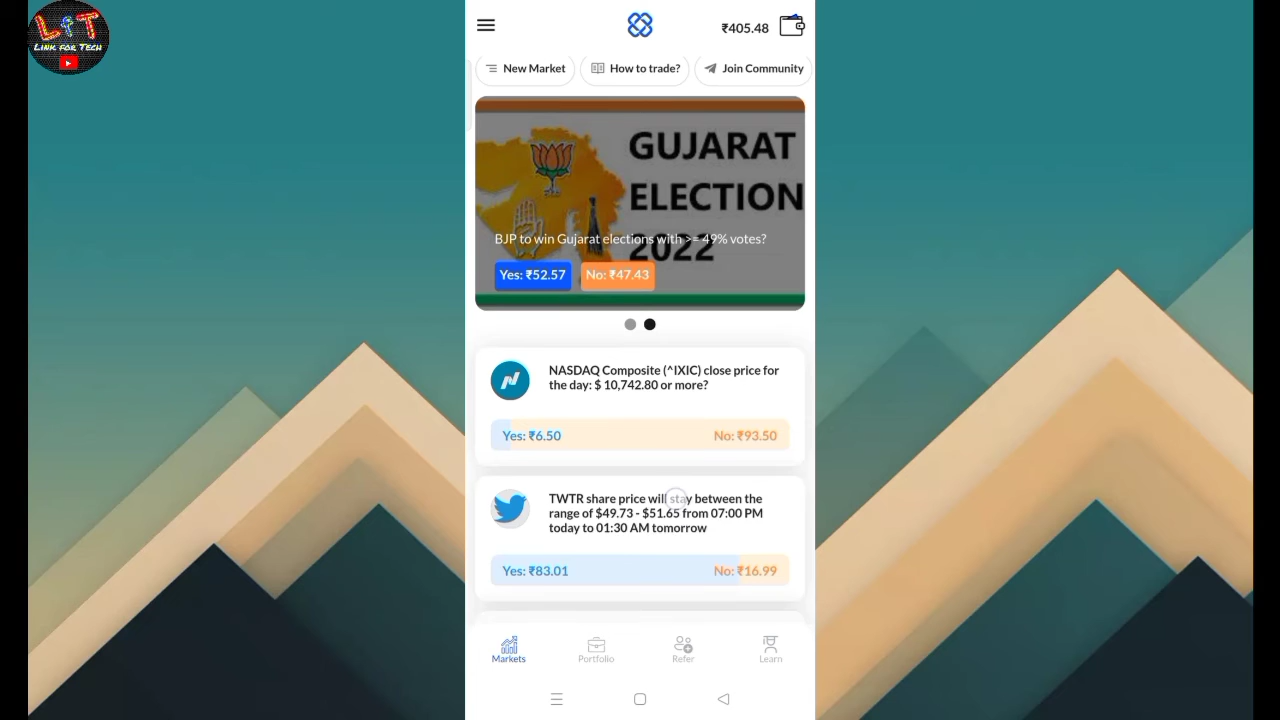 LfT
LINK FOR TECH
₹405.48
New Market
How to trade?
Join Community
GUJARAT
ELECTION
2022
BJP to win Gujarat elections with >= 49% votes?
Yes: ₹52.57
No: ₹47.43
NASDAQ Composite (^IXIC) close price for
the day: $ 10,742.80 or more?
Yes: ₹6.50
No: ₹93.50
TWTR share price will stay between the
range of $49.73 - $51.65 from 07:00 PM
today to 01:30 AM tomorrow
Yes: ₹83.01
No: ₹16.99
Markets
Portfolio
Refer
Learn